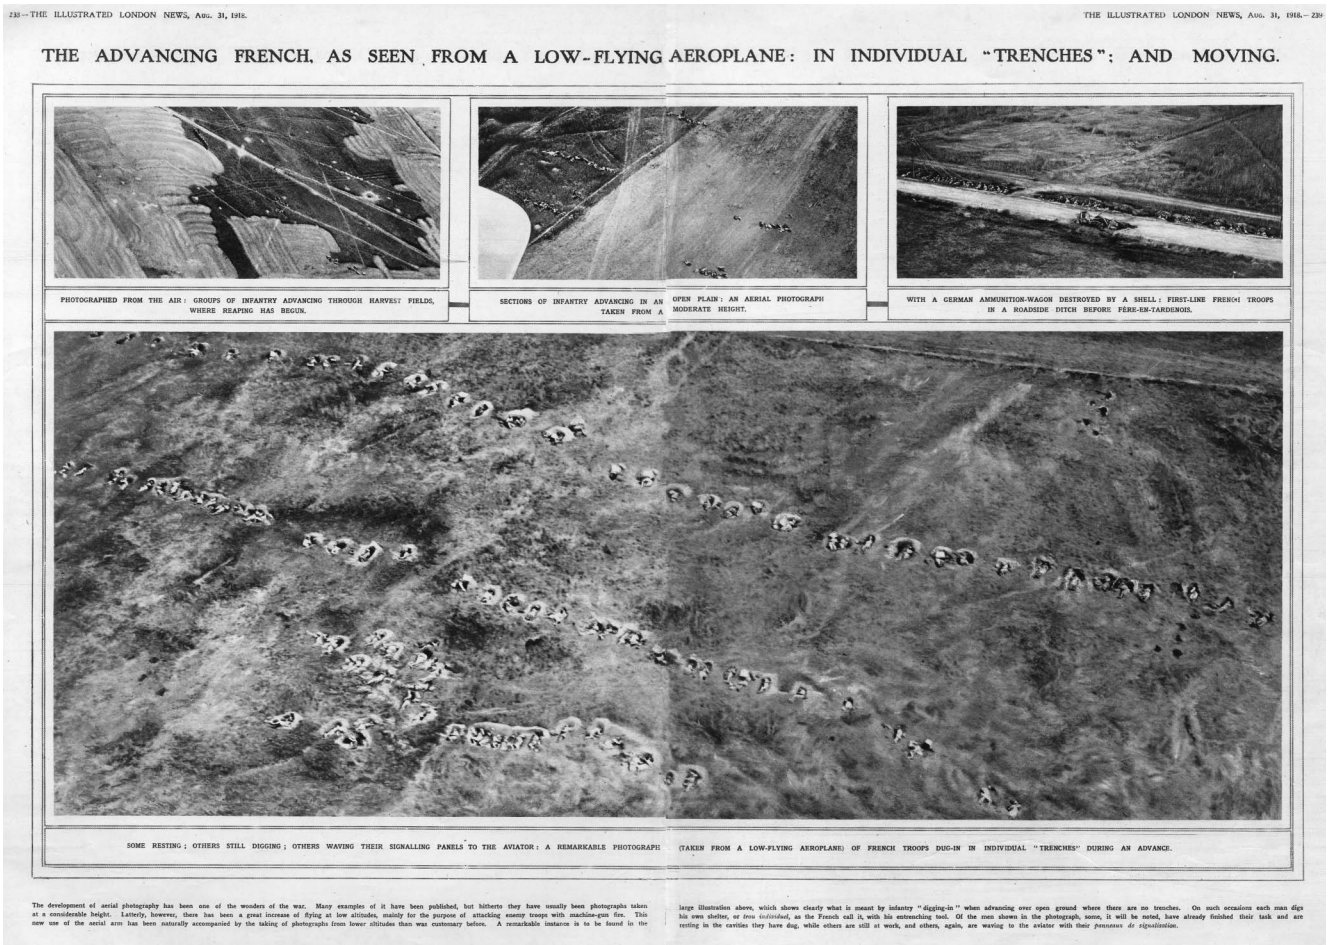 238—THE ILLUSTRATED LONDON NEWS, AUG. 31, 1918.
THE ILLUSTRATED LONDON NEWS, AUG. 31, 1918.—239
THE ADVANCING FRENCH, AS SEEN FROM A LOW-FLYING AEROPLANE: IN INDIVIDUAL "TRENCHES"; AND MOVING.
PHOTOGRAPHED FROM THE AIR: GROUPS OF INFANTRY ADVANCING THROUGH HARVEST FIELDS,
WHERE REAPING HAS BEGUN.
SECTIONS OF INFANTRY ADVANCING IN AN OPEN PLAIN: AN AERIAL PHOTOGRAPH
TAKEN FROM A MODERATE HEIGHT.
WITH A GERMAN AMMUNITION-WAGON DESTROYED BY A SHELL: FIRST-LINE FRENCH TROOPS
IN A ROADSIDE DITCH BEFORE FÈRE-EN-TARDENOIS.
SOME RESTING; OTHERS STILL DIGGING; OTHERS WAVING THEIR SIGNALLING PANELS TO THE AVIATOR: A REMARKABLE PHOTOGRAPH (TAKEN FROM A LOW-FLYING AEROPLANE) OF FRENCH TROOPS DUG-IN IN INDIVIDUAL "TRENCHES" DURING AN ADVANCE.
The development of aerial photography has been one of the wonders of the war. Many examples of it have been published, but hitherto they have usually been photographs taken
at a considerable height. Latterly, however, there has been a great increase of flying at low altitudes, mainly for the purpose of attacking enemy troops with machine-gun fire. This
new use of the aerial arm has been naturally accompanied by the taking of photographs from lower altitudes than was customary before. A remarkable instance is to be found in the
large illustration above, which shows clearly what is meant by infantry "digging-in" when advancing over open ground where there are no trenches. On such occasions each man digs
his own shelter, or trou individuel, as the French call it, with his entrenching tool. Of the men shown in the photograph, some, it will be noted, have already finished their task and are
resting in the cavities they have dug, while others are still at work, and others, again, are waving to the aviator with their panneaux de signalisation.